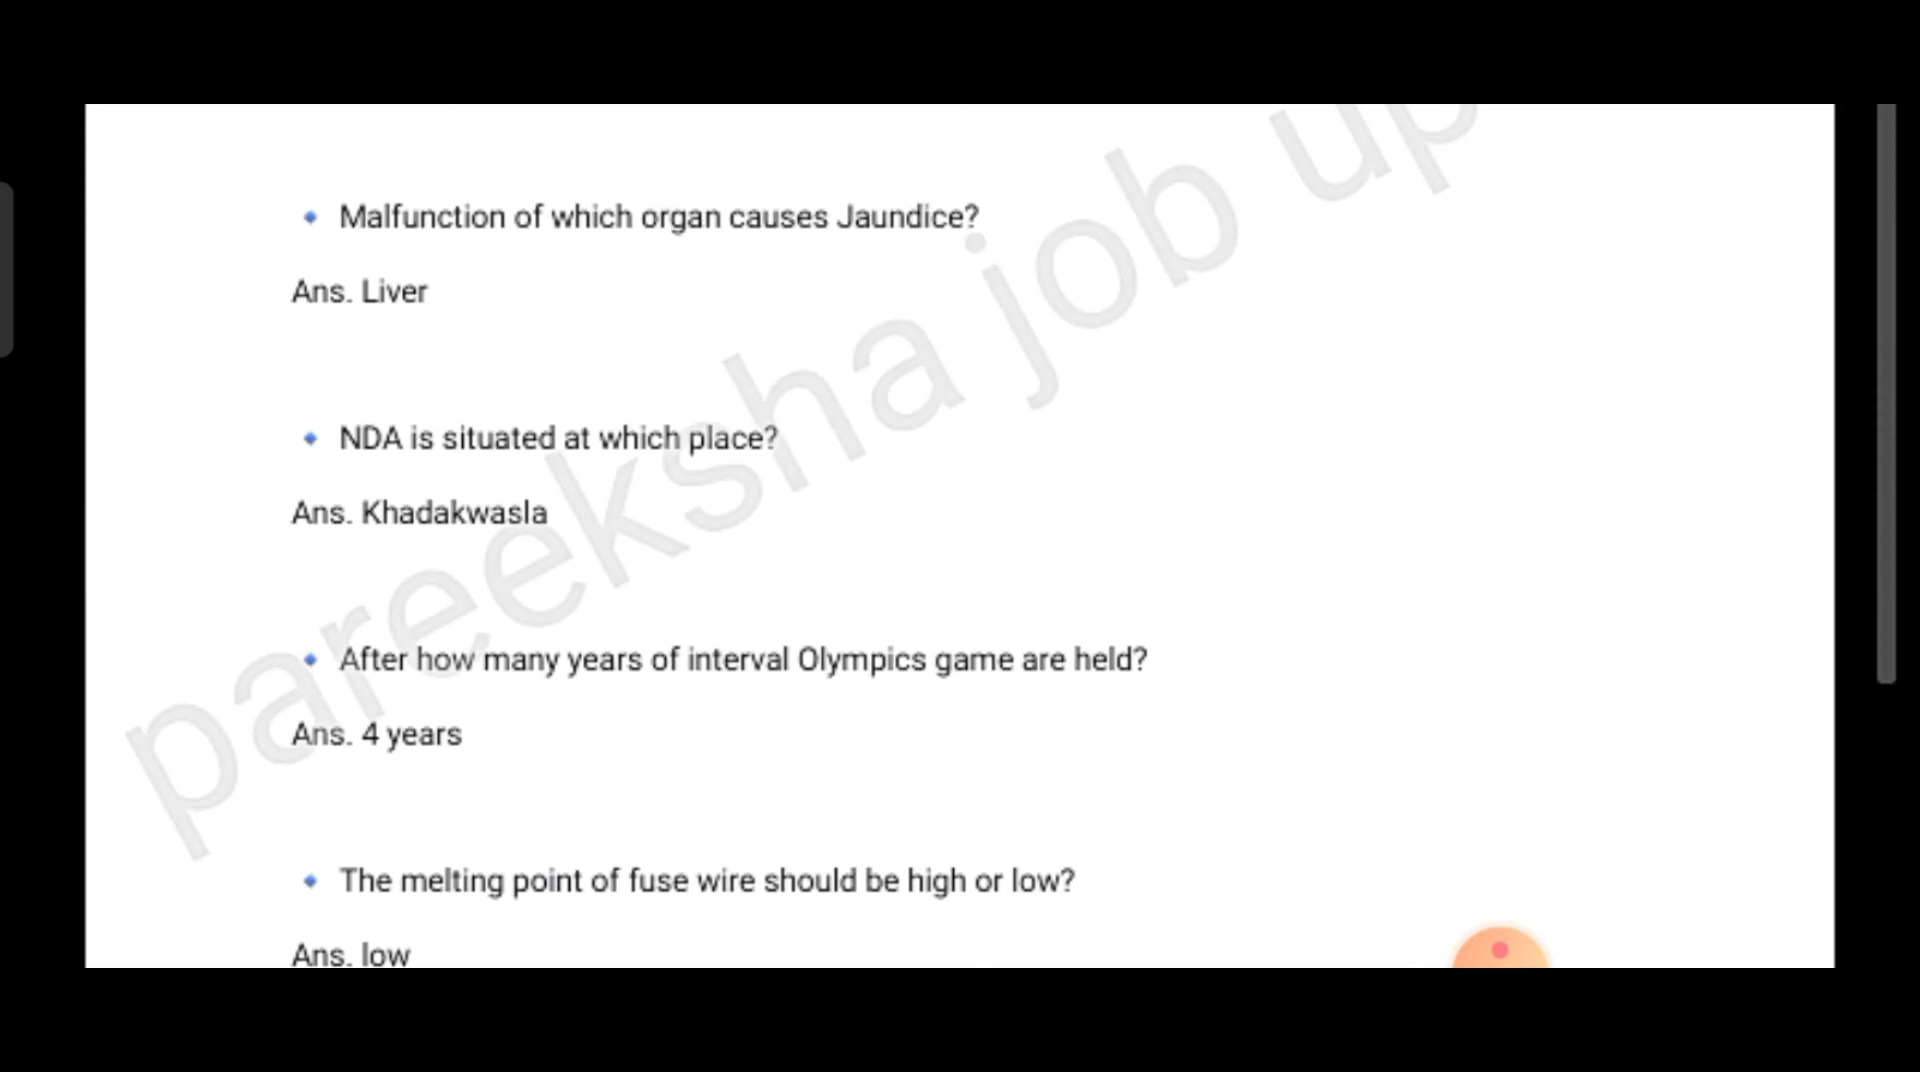 Malfunction of which organ causes Jaundice?
Ans. Liver
NDA is situated at which place?
Ans. Khadakwasla
After how many years of interval Olympics game are held?
Ans. 4 years
The melting point of fuse wire should be high or low?
Ans. low
pareeksha job up